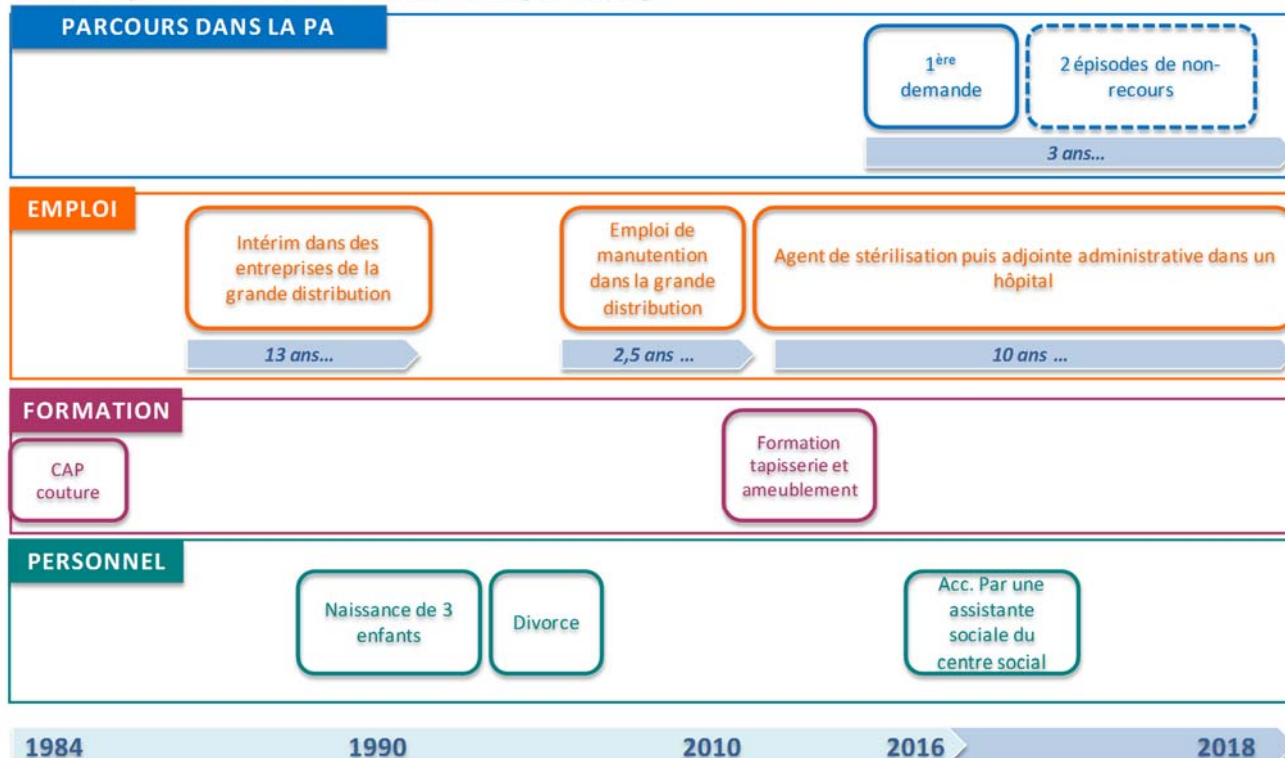 PARCOURS DANS LA PA
1ère
demande
2 épisodes de non-
recours
3 ans...
EMPLOI
Intérim dans des
entreprises de la
grande distribution
Emploi de
manutention
dans la grande
distribution
Agent de stérilisation puis adjointe administrative dans un
hôpital
13 ans...
2,5 ans ...
10 ans ...
FORMATION
CAP
couture
Formation
tapisserie et
ameublement
PERSONNEL
Naissance de 3
enfants
Divorce
Acc. Par une
assistante
sociale du
centre social
1984
1990
2010
2016
2018